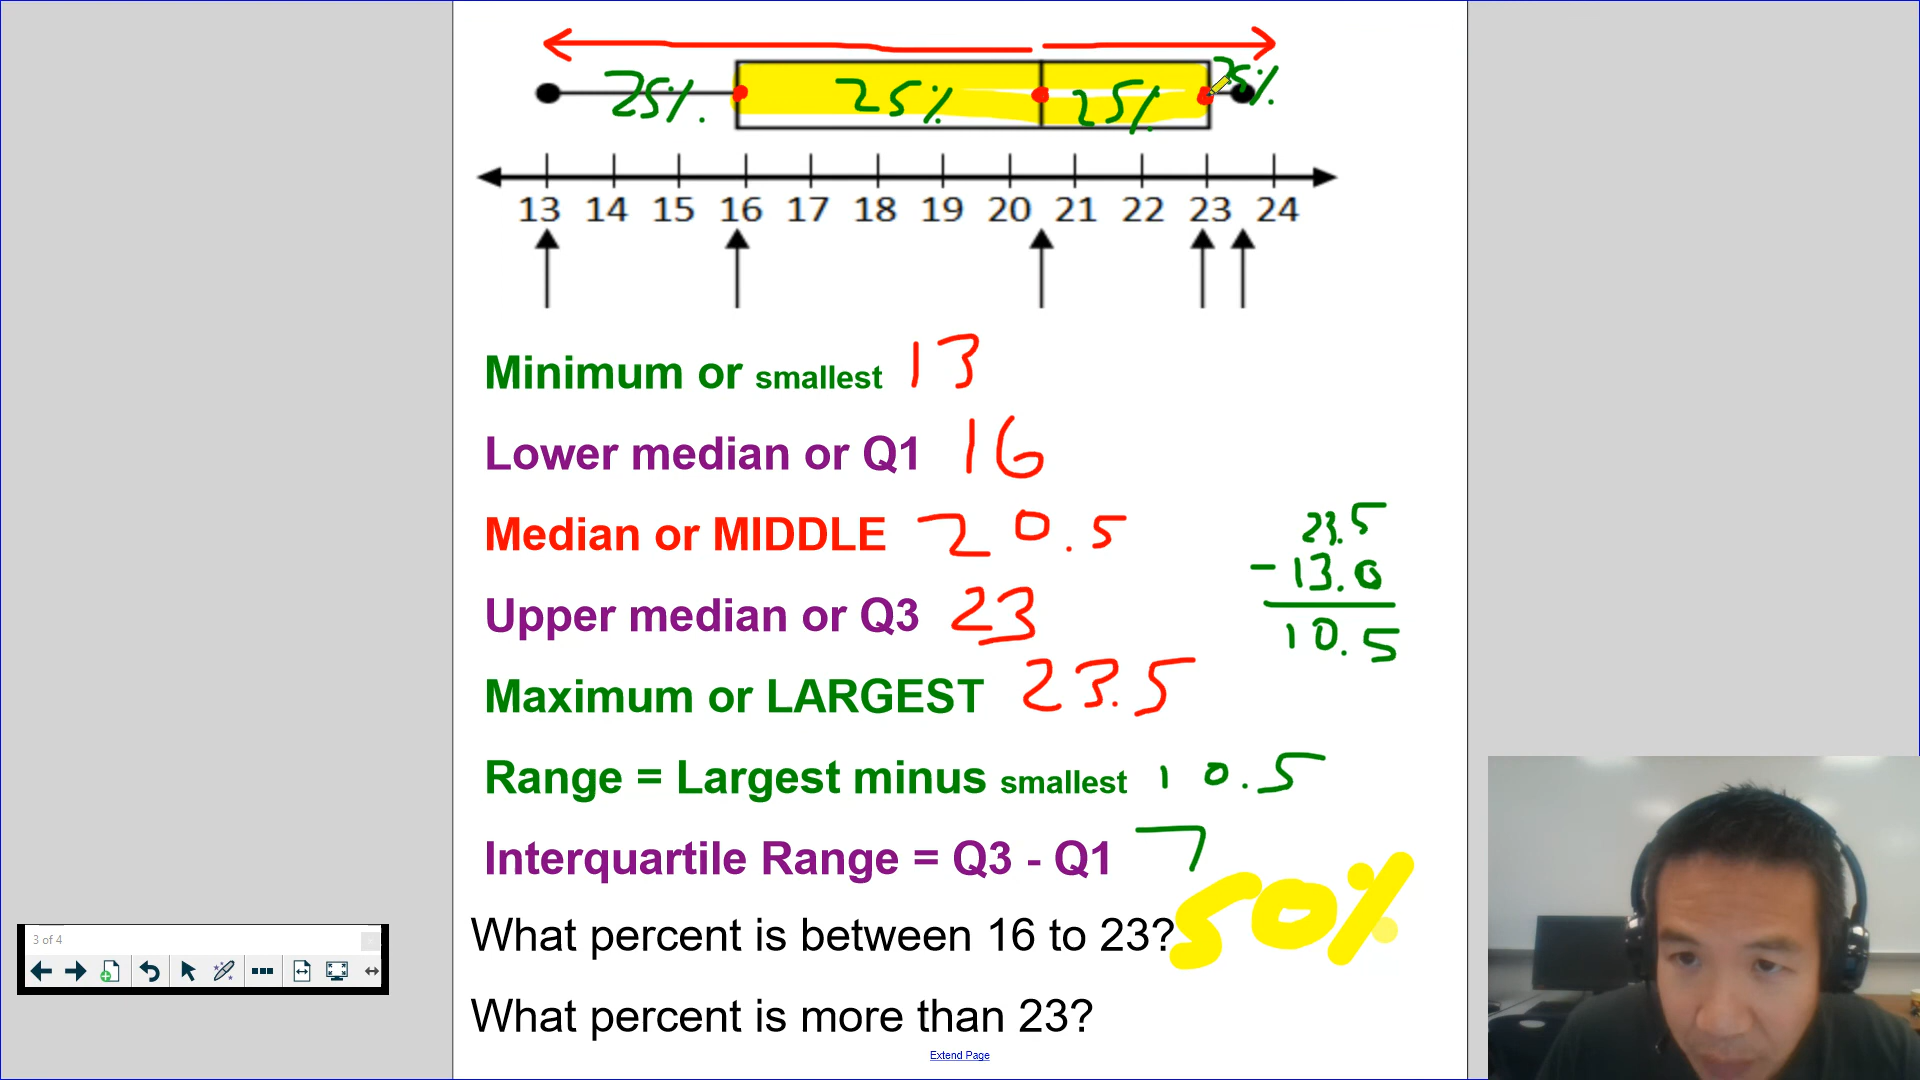 25% 25% 25% 25%
13 14 15 16 17 18 19 20 21 22 23 24
Minimum or smallest 13
Lower median or Q1 16
Median or MIDDLE 20.5
23.5
- 13.0
10.5
Upper median or Q3 23
Maximum or LARGEST 23.5
Range = Largest minus smallest 10.5
Interquartile Range = Q3 - Q1 7
What percent is between 16 to 23? 50%
What percent is more than 23?
Extend Page
3 of 4